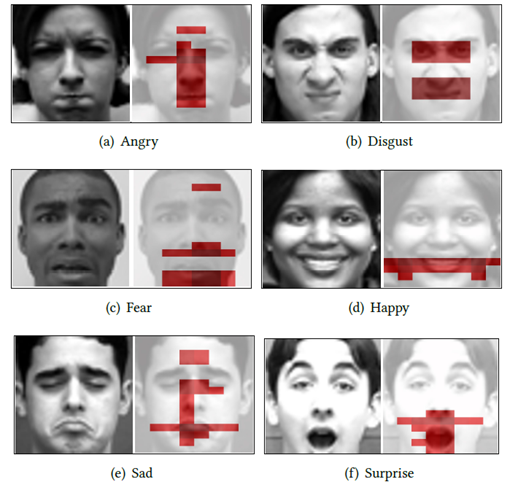 (a) Angry
(b) Disgust
(c) Fear
(d) Happy
(e) Sad
(f) Surprise